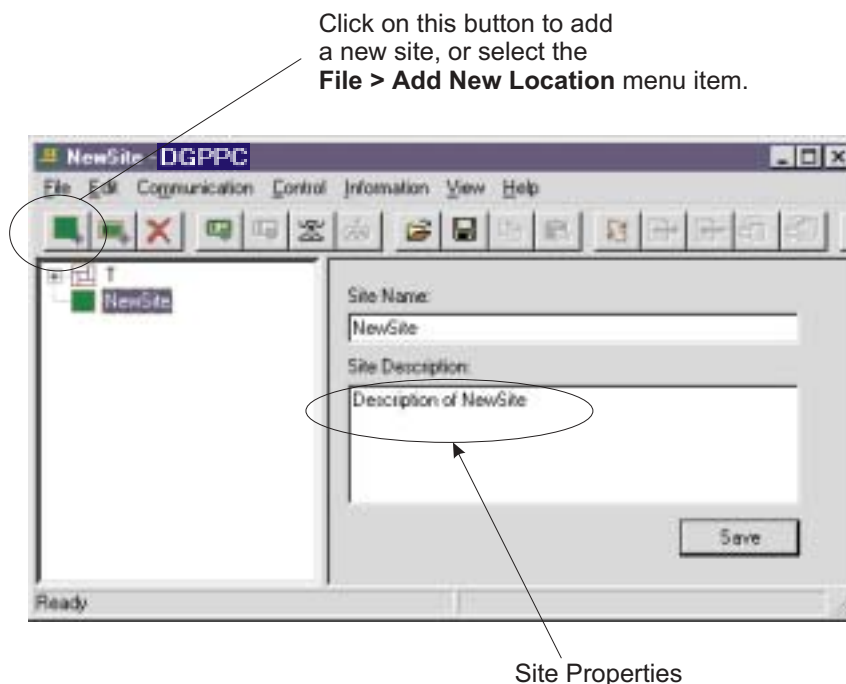 Click on this button to add
a new site, or select the
File > Add New Location menu item.
NewSite - DGPPC
File Edit Communication Control Information View Help
T
NewSite
Site Name:
NewSite
Site Description:
Description of NewSite
Save
Ready
Site Properties